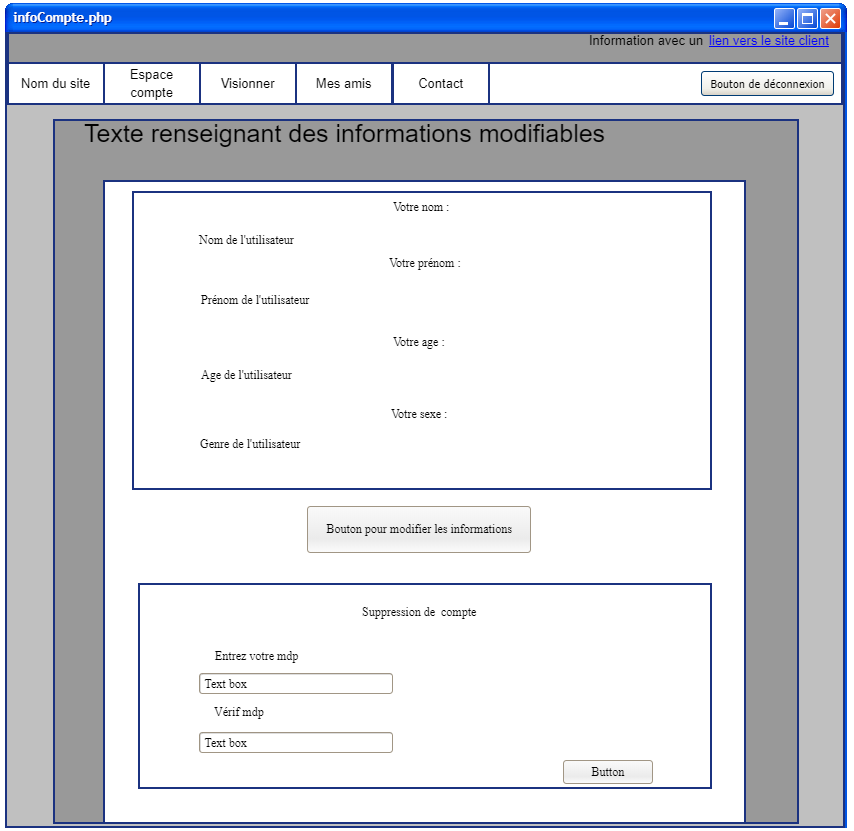 infoCompte.php
Information avec un lien vers le site client
Nom du site
Espace
compte
Visionner
Mes amis
Contact
Bouton de déconnexion
Texte renseignant des informations modifiables
Votre nom :
Nom de l'utilisateur
Votre prénom :
Prénom de l'utilisateur
Votre age :
Age de l'utilisateur
Votre sexe :
Genre de l'utilisateur
Bouton pour modifier les informations
Suppression de compte
Entrez votre mdp
Text box
Vérif mdp
Text box
Button